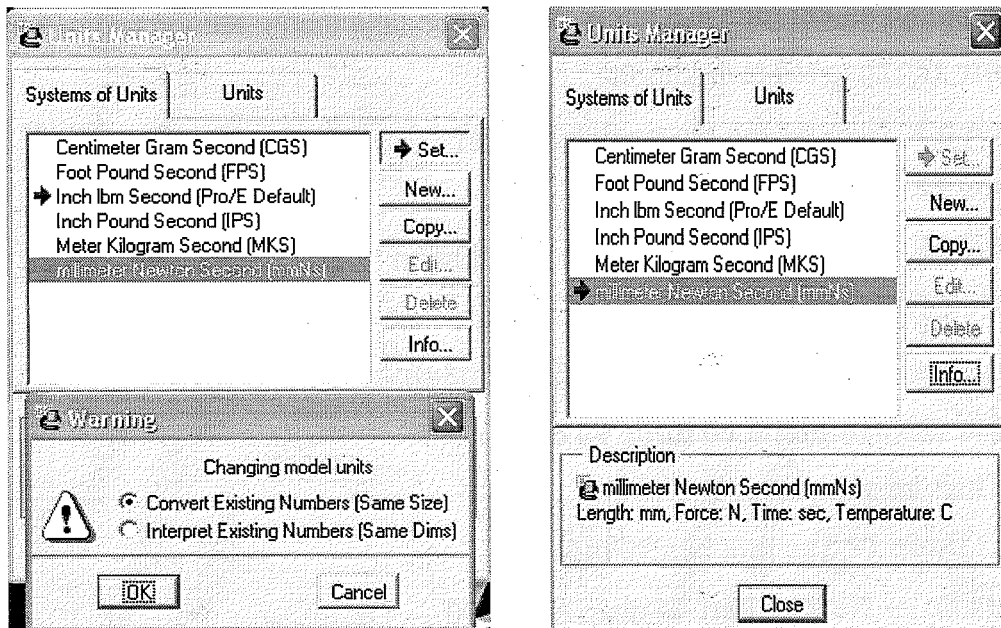 Units Manager
Systems of Units Units
Centimeter Gram Second (CGS)
Foot Pound Second (FPS)
Inch lbm Second (Pro/E Default)
Inch Pound Second (IPS)
Meter Kilogram Second (MKS)
millimeter Newton Second (mmNs)
Set...
New...
Copy...
Edit...
Delete
Info...
Warning
Changing model units
Convert Existing Numbers (Same Size)
Interpret Existing Numbers (Same Dims)
OK Cancel
Units Manager
Systems of Units Units
Centimeter Gram Second (CGS)
Foot Pound Second (FPS)
Inch lbm Second (Pro/E Default)
Inch Pound Second (IPS)
Meter Kilogram Second (MKS)
millimeter Newton Second (mmNs)
Set...
New...
Copy...
Edit...
Delete
Info...
Description
millimeter Newton Second (mmNs)
Length: mm, Force: N, Time: sec, Temperature: C
Close